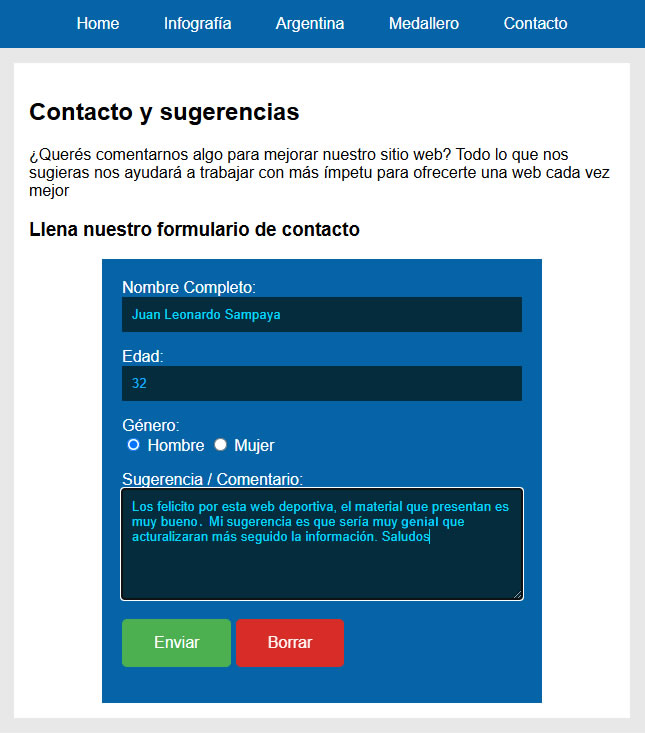 Home Infografía Argentina Medallero Contacto
Contacto y sugerencias
¿Querés comentarnos algo para mejorar nuestro sitio web? Todo lo que nos
sugieras nos ayudará a trabajar con más ímpetu para ofrecerte una web cada vez
mejor
Llena nuestro formulario de contacto
Nombre Completo:
Juan Leonardo Sampaya
Edad:
32
Género:
Hombre Mujer
Sugerencia / Comentario:
Los felicito por esta web deportiva, el material que presentan es
muy bueno. Mi sugerencia es que sería muy genial que
acturalizaran más seguido la información. Saludos
Enviar Borrar